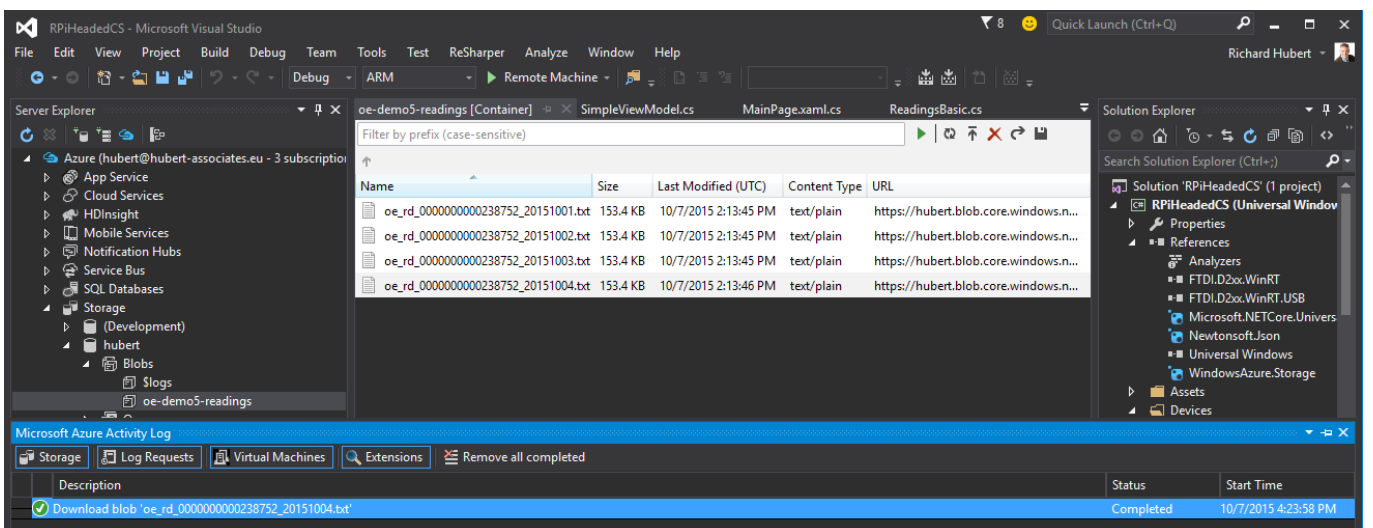 RPiHeadedCS - Microsoft Visual Studio
8
Quick Launch (Ctrl+Q)
File Edit View Project Build Debug Team Tools Test ReSharper Analyze Window Help
Richard Hubert
Debug ARM Remote Machine
Server Explorer
Azure (hubert@hubert-associates.eu - 3 subscription
App Service
Cloud Services
HDInsight
Mobile Services
Notification Hubs
Service Bus
SQL Databases
Storage
(Development)
hubert
Blobs
$logs
oe-demo5-readings
oe-demo5-readings [Container] SimpleViewModel.cs MainPage.xaml.cs ReadingsBasic.cs
Filter by prefix (case-sensitive)
Name Size Last Modified (UTC) Content Type URL
oe_rd_0000000000238752_20151001.txt 153.4 KB 10/7/2015 2:13:45 PM text/plain https://hubert.blob.core.windows.n...
oe_rd_0000000000238752_20151002.txt 153.4 KB 10/7/2015 2:13:45 PM text/plain https://hubert.blob.core.windows.n...
oe_rd_0000000000238752_20151003.txt 153.4 KB 10/7/2015 2:13:45 PM text/plain https://hubert.blob.core.windows.n...
oe_rd_0000000000238752_20151004.txt 153.4 KB 10/7/2015 2:13:46 PM text/plain https://hubert.blob.core.windows.n...
Solution Explorer
Search Solution Explorer (Ctrl+;)
Solution 'RPiHeadedCS' (1 project)
RPiHeadedCS (Universal Window
Properties
References
Analyzers
FTDI.D2xx.WinRT
FTDI.D2xx.WinRT.USB
Microsoft.NETCore.Univers
Newtonsoft.Json
Universal Windows
WindowsAzure.Storage
Assets
Devices
Microsoft Azure Activity Log
Storage Log Requests Virtual Machines Extensions Remove all completed
Description Status Start Time
Download blob 'oe_rd_0000000000238752_20151004.txt' Completed 10/7/2015 4:23:58 PM